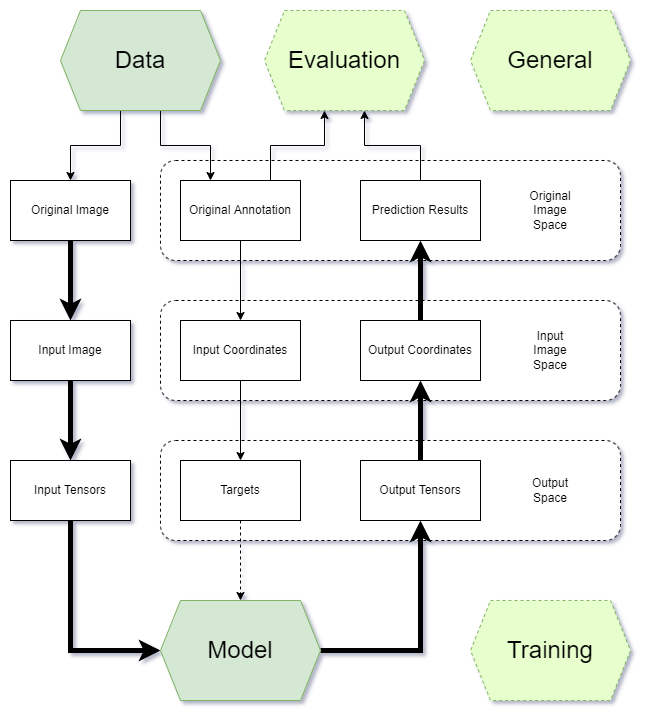 Data
Evaluation
General
Original Image
Original Annotation
Prediction Results
Original
Image
Space
Input Image
Input Coordinates
Output Coordinates
Input
Image
Space
Input Tensors
Targets
Output Tensors
Output
Space
Model
Training